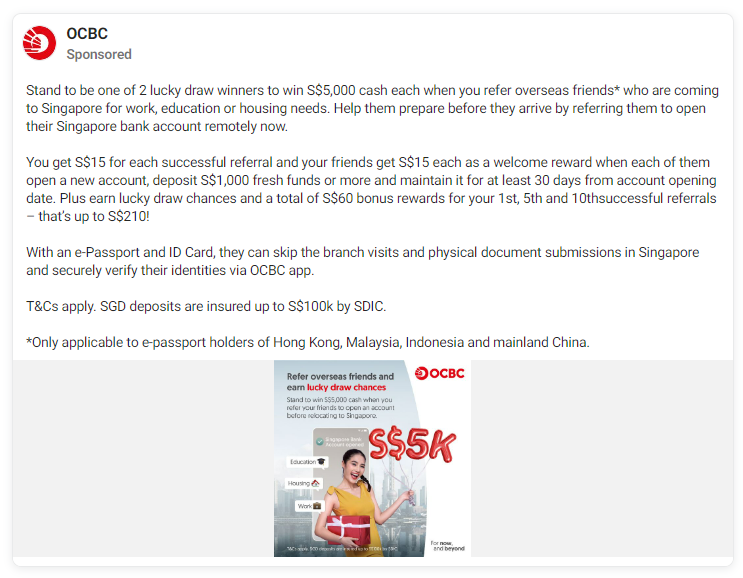 OCBC
Sponsored
Stand to be one of 2 lucky draw winners to win S$5,000 cash each when you refer overseas friends* who are coming
to Singapore for work, education or housing needs. Help them prepare before they arrive by referring them to open
their Singapore bank account remotely now.
You get S$15 for each successful referral and your friends get S$15 each as a welcome reward when each of them
open a new account, deposit S$1,000 fresh funds or more and maintain it for at least 30 days from account opening
date. Plus earn lucky draw chances and a total of S$60 bonus rewards for your 1st, 5th and 10thsuccessful referrals
– that's up to S$210!
With an e-Passport and ID Card, they can skip the branch visits and physical document submissions in Singapore
and securely verify their identities via OCBC app.
T&Cs apply. SGD deposits are insured up to S$100k by SDIC.
*Only applicable to e-passport holders of Hong Kong, Malaysia, Indonesia and mainland China.
OCBC
Refer overseas friends and
earn lucky draw chances
Stand to win S$5,000 cash when you
refer your friends to open an account
before relocating to Singapore.
Singapore Bank
Account opened
S$5K
Education
Housing
Work
T&Cs apply. SGD deposits are insured up to S$100k by SDIC.
For now,
and beyond